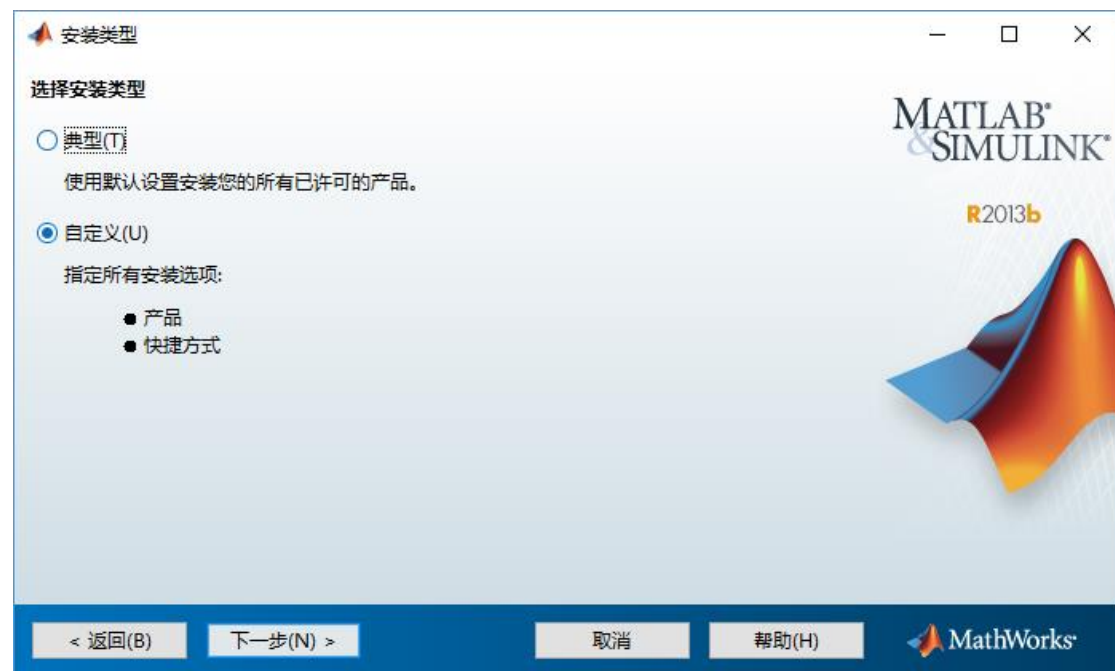 安装类型
选择安装类型
典型(T)
使用默认设置安装您的所有已许可的产品。
自定义(U)
指定所有安装选项:
● 产品
● 快捷方式
MATLAB®
&SIMULINK®
R2013b
< 返回(B)
下一步(N) >
取消
帮助(H)
MathWorks®